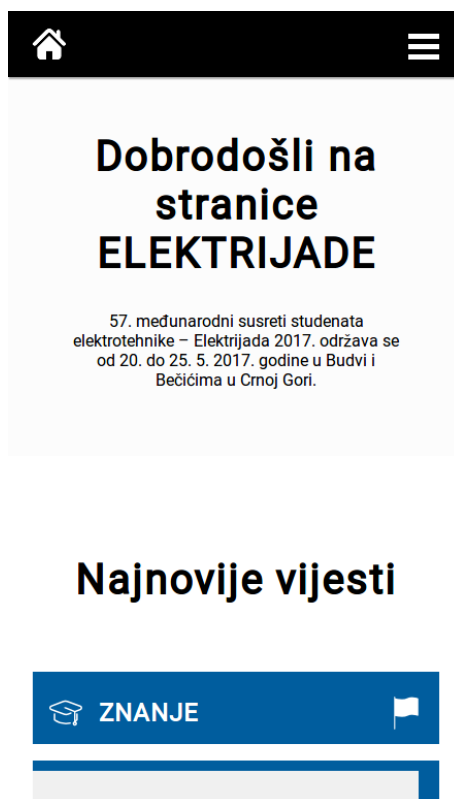 Dobrodošli na
stranice
ELEKTRIJADE
57. međunarodni susreti studenata
elektrotehnike – Elektrijada 2017. održava se
od 20. do 25. 5. 2017. godine u Budvi i
Bečićima u Crnoj Gori.
Najnovije vijesti
ZNANJE